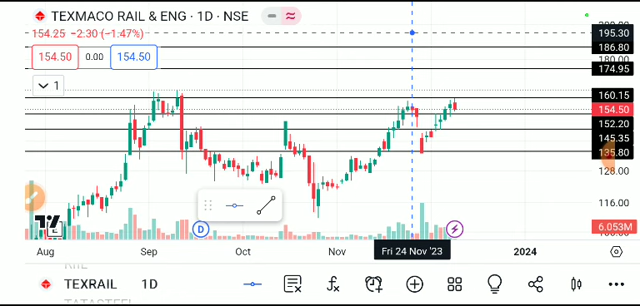 TEXMACO RAIL & ENG · 1D · NSE
154.25 −2.30 (−1.47%)
154.50 0.00 154.50
1
195.30
186.80
180.00
174.95
160.15
154.50
152.20
145.35
135.80
128.00
116.00
6.053M
D
Aug Sep Oct Nov Fri 24 Nov '23 2024
TEXRAIL 1D
TATASTEEL